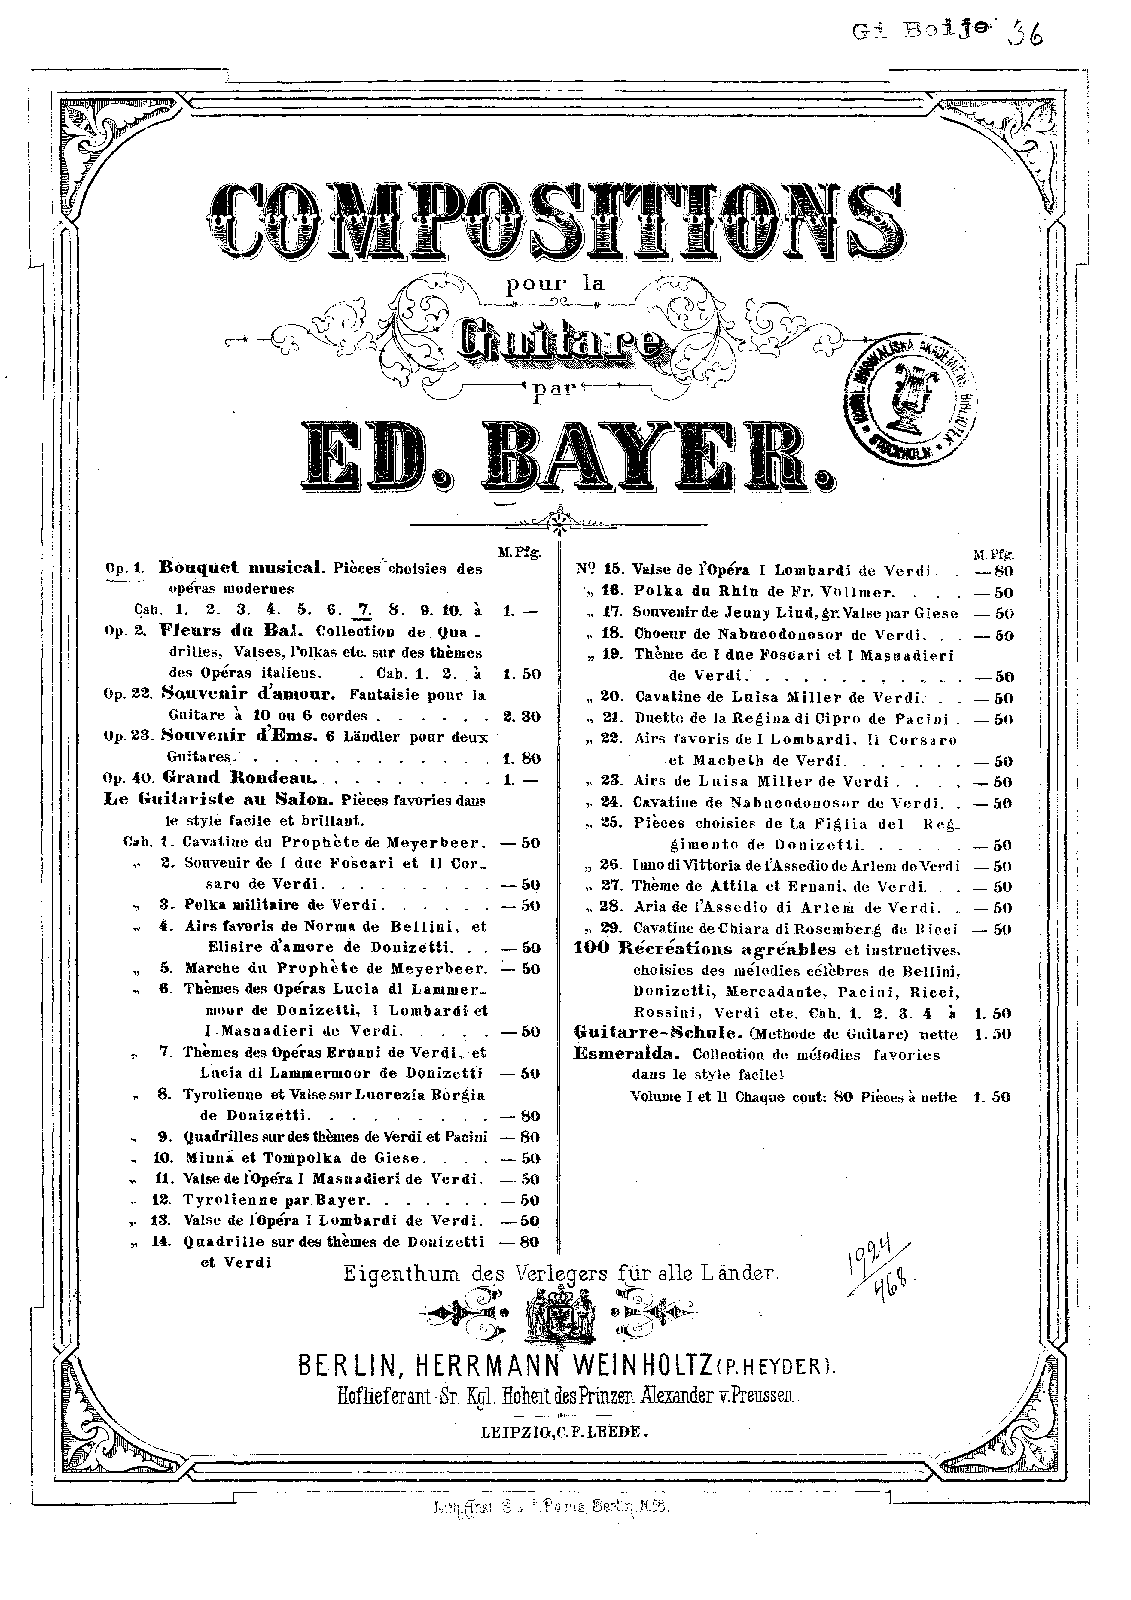 Gi Boije 36
COMPOSITIONS
pour la
Guitare
par
ED. BAYER.
KUNGL. MUSIKALISKA AKADEMIENS BIBLIOTEK * STOCKHOLM *
M. Pfg.
Op. 1. Bouquet musical. Pièces choisies des
opéras modernes
Cah. 1. 2. 3. 4. 5. 6. 7. 8. 9. 10. à 1. —
Op. 2. Fleurs du Bal. Collection de Qua-
drilles, Valses, Polkas etc. sur des thèmes
des Opéras italiens. . Cah. 1. 2. à 1. 50
Op. 22. Souvenir d'amour. Fantaisie pour la
Guitare à 10 ou 6 cordes . . . . . . 2. 30
Op. 23. Souvenir d'Ems. 6 Ländler pour deux
Guitares. . . . . . . . . . . . . 1. 80
Op. 40. Grand Rondeau. . . . . . . . . . 1. —
Le Guitariste au Salon. Pièces favories dans
le style facile et brillant.
Cah. 1. Cavatine du Prophète de Meyerbeer. — 50
„ 2. Souvenir de I due Foscari et Il Cor-
saro de Verdi. . . . . . . . . — 50
„ 3. Polka militaire de Verdi. . . . . . — 50
„ 4. Airs favoris de Norma de Bellini, et
Elisire d'amore de Donizetti. . . — 50
„ 5. Marche du Prophète de Meyerbeer. — 50
„ 6. Thèmes des Opéras Lucia di Lammer-
mour de Donizetti, I Lombardi et
I Masnadieri de Verdi. . . . . — 50
„ 7. Thèmes des Opéras Ernani de Verdi, et
Lucia di Lammermoor de Donizetti — 50
„ 8. Tyrolienne et Valse sur Lucrezia Borgia
de Donizetti. . . . . . . . . — 80
„ 9. Quadrilles sur des thèmes de Verdi et Pacini — 80
„ 10. Minna et Tompolka de Giese. . . . — 50
„ 11. Valse de l'Opéra I Masnadieri de Verdi. — 50
„ 12. Tyrolienne par Bayer. . . . . . . — 50
„ 13. Valse de l'Opéra I Lombardi de Verdi. — 50
„ 14. Quadrille sur des thèmes de Donizetti — 80
et Verdi
M. Pfg.
No. 15. Valse de l'Opéra I Lombardi de Verdi. . . — 80
„ 16. Polka du Rhin de Fr. Vollmer. . . . . — 50
„ 17. Souvenir de Jenny Lind, gr. Valse par Giese — 50
„ 18. Choeur de Nabucodonosor de Verdi. . . — 50
„ 19. Thème de I due Foscari et I Masnadieri
de Verdi. . . . . . . . . . . . . — 50
„ 20. Cavatine de Luisa Miller de Verdi. . . — 50
„ 21. Duetto de la Regina di Cipro de Pacini . — 50
„ 22. Airs favoris de I Lombardi, Il Corsaro
et Macbeth de Verdi. . . . . . . . — 50
„ 23. Airs de Luisa Miller de Verdi . . . . — 50
„ 24. Cavatine de Nabucodonosor de Verdi. . — 50
„ 25. Pièces choisies de La Figlia del Reg-
gimento de Donizetti. . . . . . . — 50
„ 26. Inno di Vittoria de l'Assedio de Arlem de Verdi — 50
„ 27. Thème de Attila et Ernani, de Verdi. . . — 50
„ 28. Aria de l'Assedio di Arlem de Verdi. . — 50
„ 29. Cavatine de Chiara di Rosemberg de Ricci — 50
100 Récréations agréables et instructives,
choisies des mélodies célèbres de Bellini,
Donizetti, Mercadante, Pacini, Ricci,
Rossini, Verdi etc. Cah. 1. 2. 3. 4 à 1. 50
Guitarre-Schule. (Methode de Guitare) nette 1. 50
Esmeralda. Collection de mélodies favories
dans le style facile!
Volume I et II Chaque cout: 80 Pièces à nette 1. 50
1924/468.
Eigenthum des Verlegers für alle Länder.
BERLIN, HERRMANN WEINHOLTZ (P. HEYDER).
Hoflieferant Sr. Kgl. Hoheit des Prinzen Alexander v. Preussen.
LEIPZIG, C. F. LEEDE.
Lith. Anst. Berlin, N.